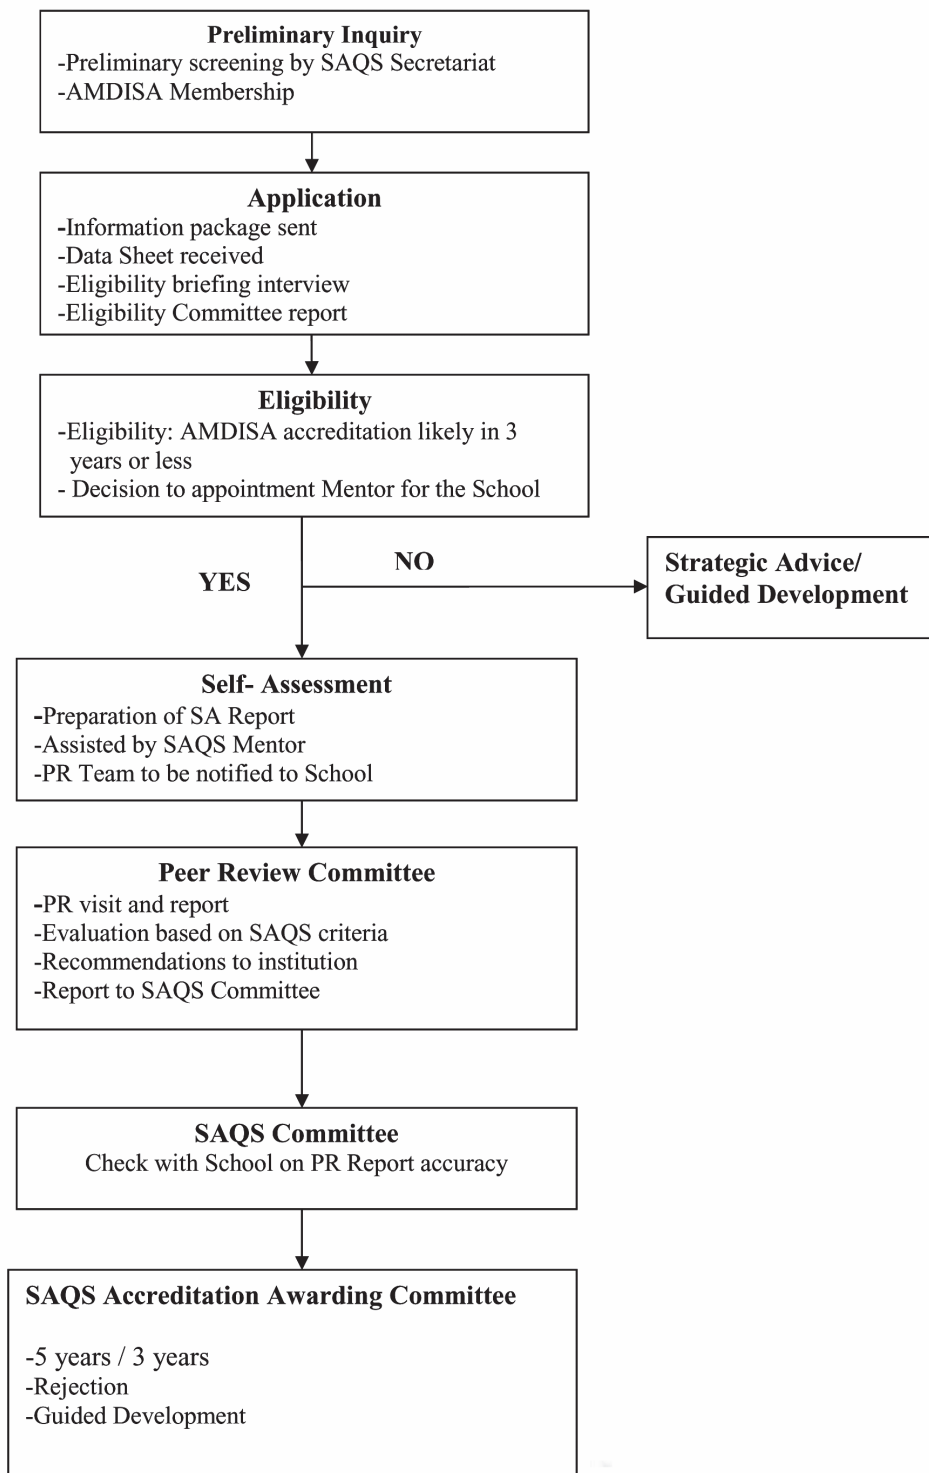 Preliminary Inquiry
-Preliminary screening by SAQS Secretariat
-AMDISA Membership
Application
-Information package sent
-Data Sheet received
-Eligibility briefing interview
-Eligibility Committee report
Eligibility
-Eligibility: AMDISA accreditation likely in 3
years or less
- Decision to appointment Mentor for the School
NO
YES
Strategic Advice/
Guided Development
Self- Assessment
-Preparation of SA Report
-Assisted by SAQS Mentor
-PR Team to be notified to School
Peer Review Committee
-PR visit and report
-Evaluation based on SAQS criteria
-Recommendations to institution
-Report to SAQS Committee
SAQS Committee
Check with School on PR Report accuracy
SAQS Accreditation Awarding Committee
-5 years / 3 years
-Rejection
-Guided Development